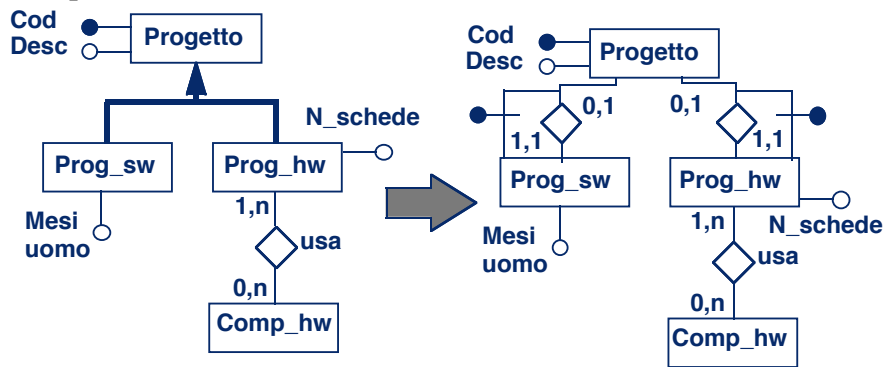 Cod
Desc
Progetto
N_schede
Prog_sw
Prog_hw
Mesi
uomo
1,n
usa
0,n
Comp_hw
Cod
Desc
Progetto
0,1
0,1
1,1
1,1
Prog_sw
Prog_hw
Mesi
uomo
1,n
N_schede
usa
0,n
Comp_hw